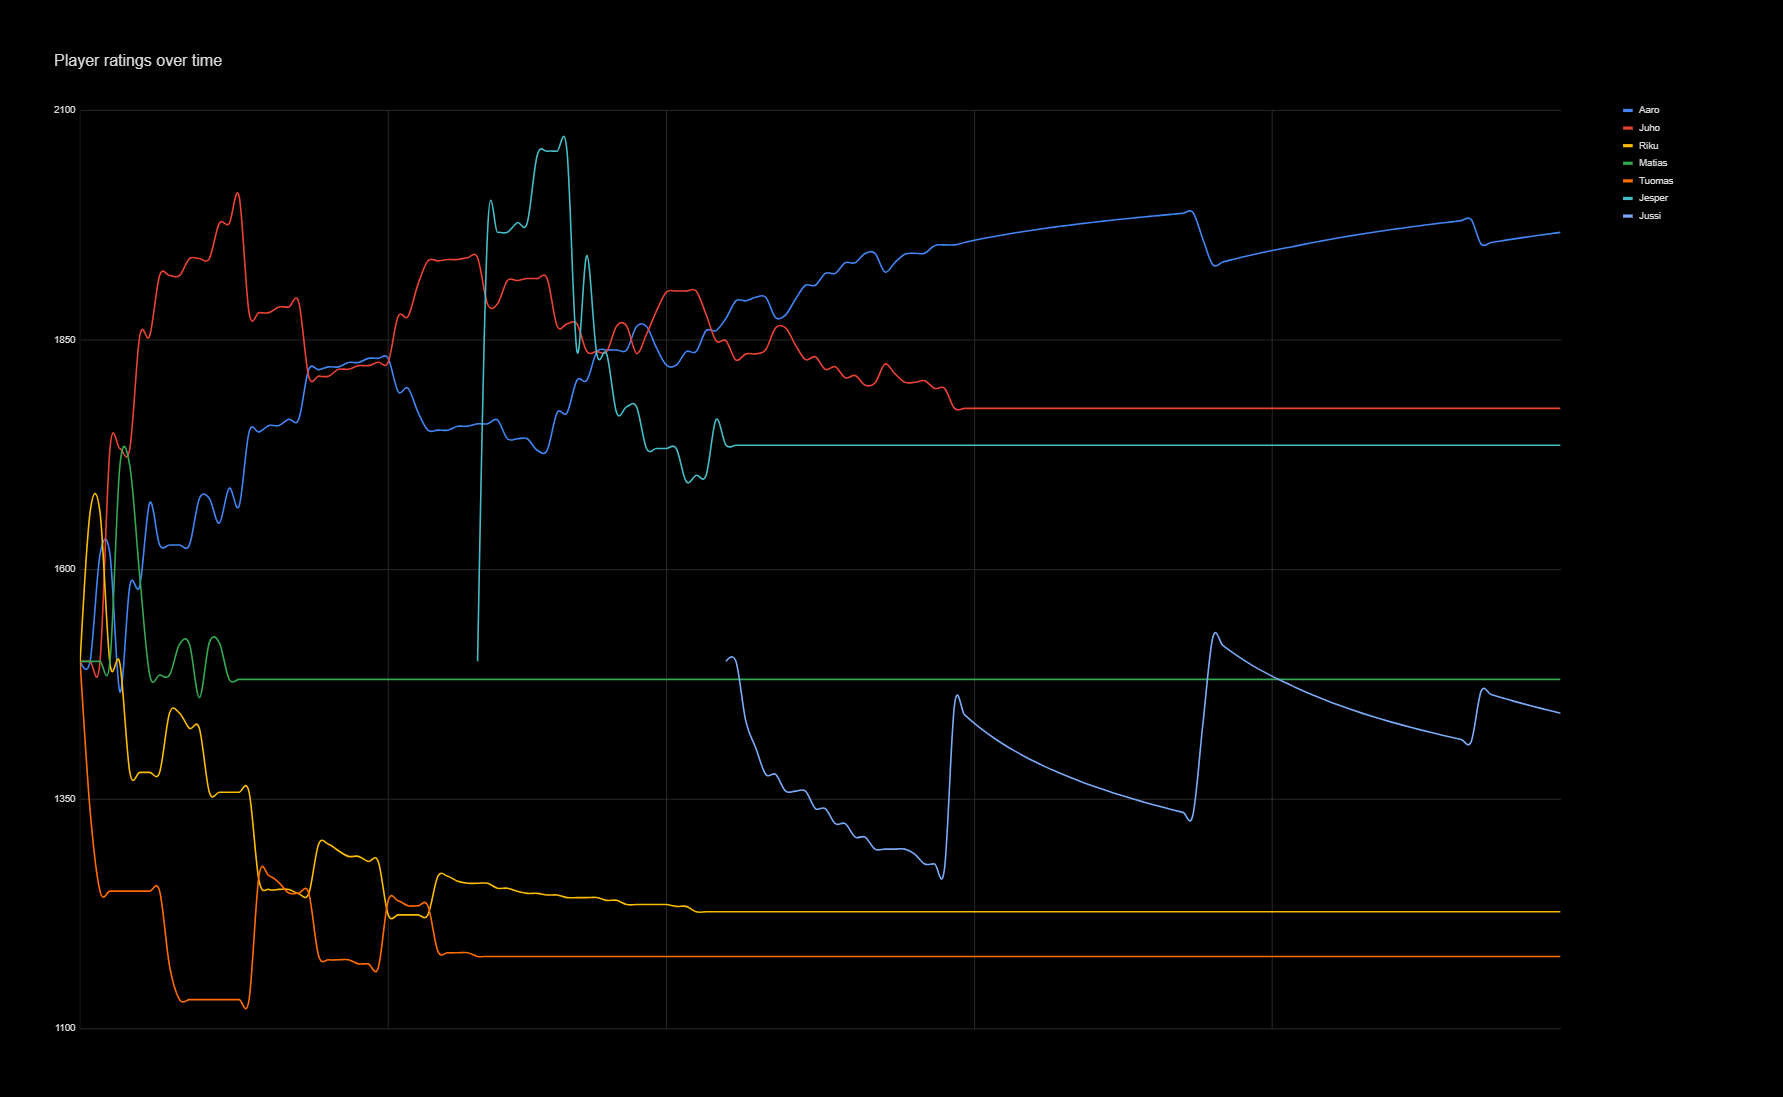 Player ratings over time
2100
1850
1600
1350
1100
Aaro
Juho
Riku
Matias
Tuomas
Jesper
Jussi